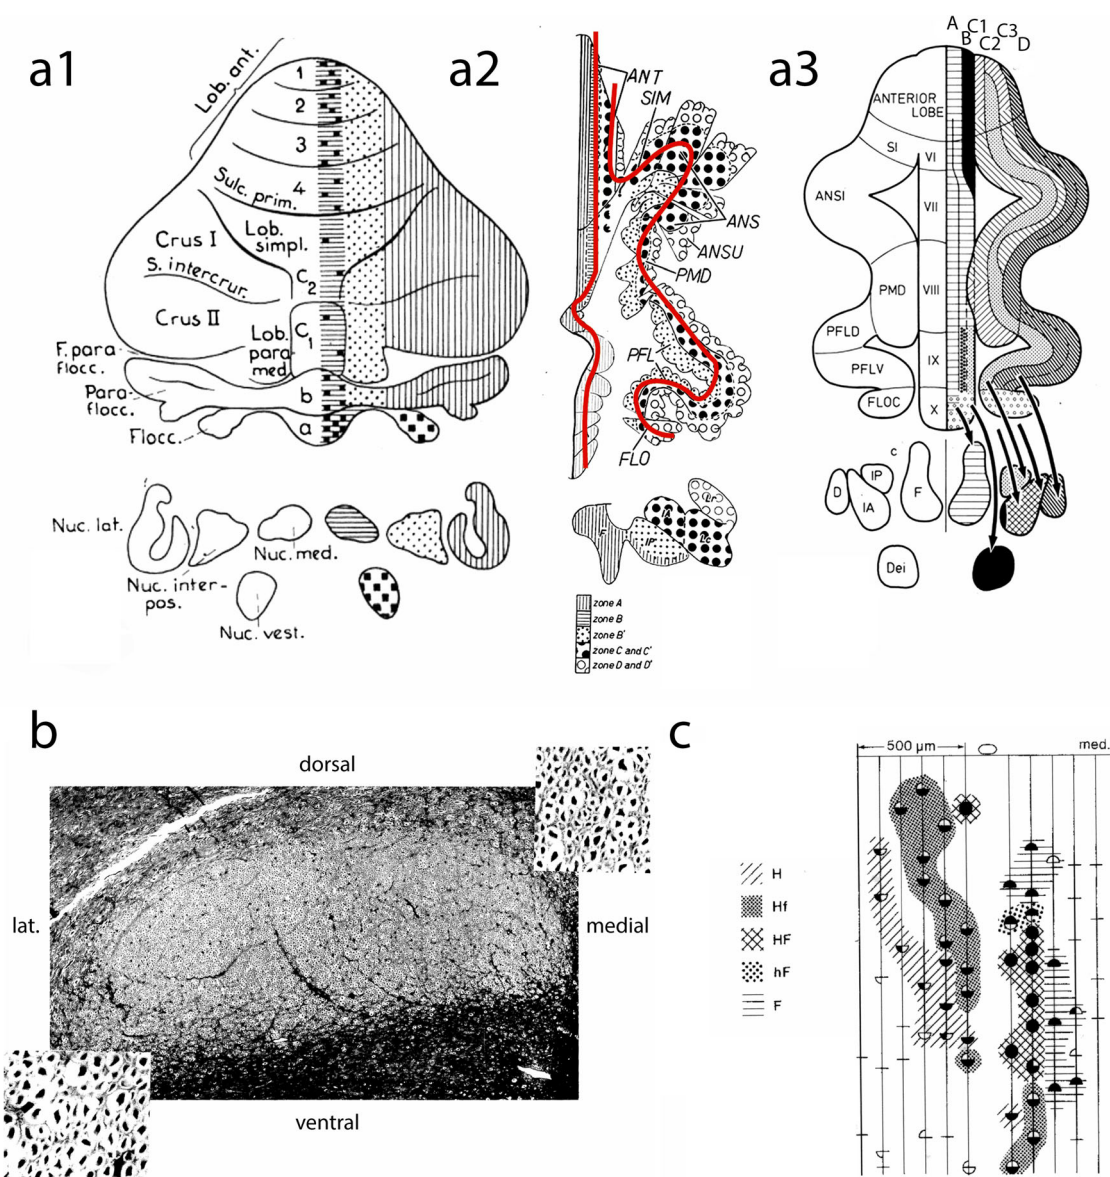 a1
Lob. ant.
1
2
3
4
Sulc. prim.
Crus I
Lob.
simpl.
S. intercrur.
C2
Crus II
Lob.
para
med.
C1
F. para
flocc.
Para-
flocc.
b
Flocc.
a
Nuc. lat.
Nuc. med.
Nuc. inter-
pos.
Nuc. vest.
a2
ANT
SIM
ANS
ANSU
PMD
PFL
FLO
F
IP
IA
Lc
Lr
zone A
zone B
zone B'
zone C and C'
zone D and D'
a3
A
B
C1
C2
C3
D
ANTERIOR
LOBE
SI
VI
ANSI
VII
PMD
VIII
PFLD
PFLV
IX
FLOC
X
c
D
IP
IA
F
Dei
b
dorsal
lat.
medial
ventral
c
500 µm
med.
H
Hf
HF
hF
F